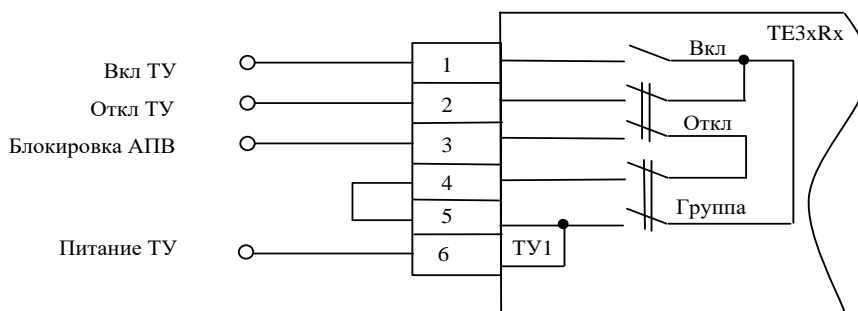 TE3xRx
Вкл
Вкл ТУ
1
Откл ТУ
2
Откл
Блокировка АПВ
3
4
5
Группа
Питание ТУ
6
ТУ1